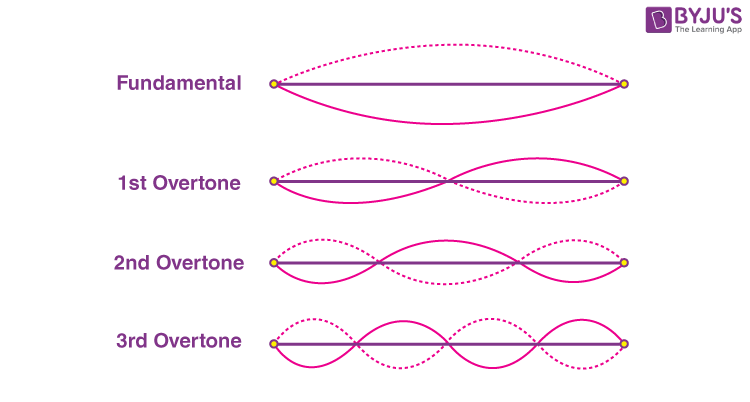 BYJU'S
The Learning App
Fundamental
1st Overtone
2nd Overtone
3rd Overtone